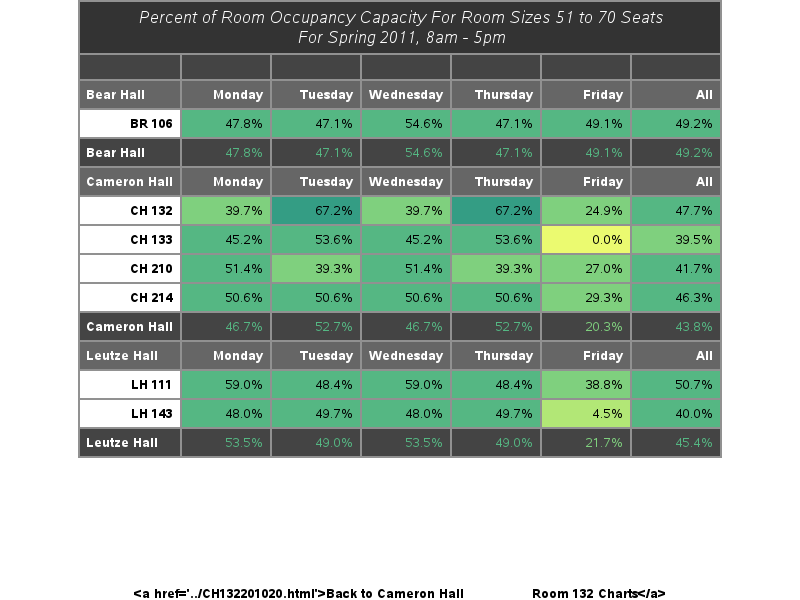 Percent of Room Occupancy Capacity For Room Sizes 51 to 70 Seats
For Spring 2011, 8am - 5pm
Bear Hall Monday Tuesday Wednesday Thursday Friday All
BR 106 47.8% 47.1% 54.6% 47.1% 49.1% 49.2%
Bear Hall 47.8% 47.1% 54.6% 47.1% 49.1% 49.2%
Cameron Hall Monday Tuesday Wednesday Thursday Friday All
CH 132 39.7% 67.2% 39.7% 67.2% 24.9% 47.7%
CH 133 45.2% 53.6% 45.2% 53.6% 0.0% 39.5%
CH 210 51.4% 39.3% 51.4% 39.3% 27.0% 41.7%
CH 214 50.6% 50.6% 50.6% 50.6% 29.3% 46.3%
Cameron Hall 46.7% 52.7% 46.7% 52.7% 20.3% 43.8%
Leutze Hall Monday Tuesday Wednesday Thursday Friday All
LH 111 59.0% 48.4% 59.0% 48.4% 38.8% 50.7%
LH 143 48.0% 49.7% 48.0% 49.7% 4.5% 40.0%
Leutze Hall 53.5% 49.0% 53.5% 49.0% 21.7% 45.4%
<a href='../CH132201020.html'>Back to Cameron Hall Room 132 Charts</a>